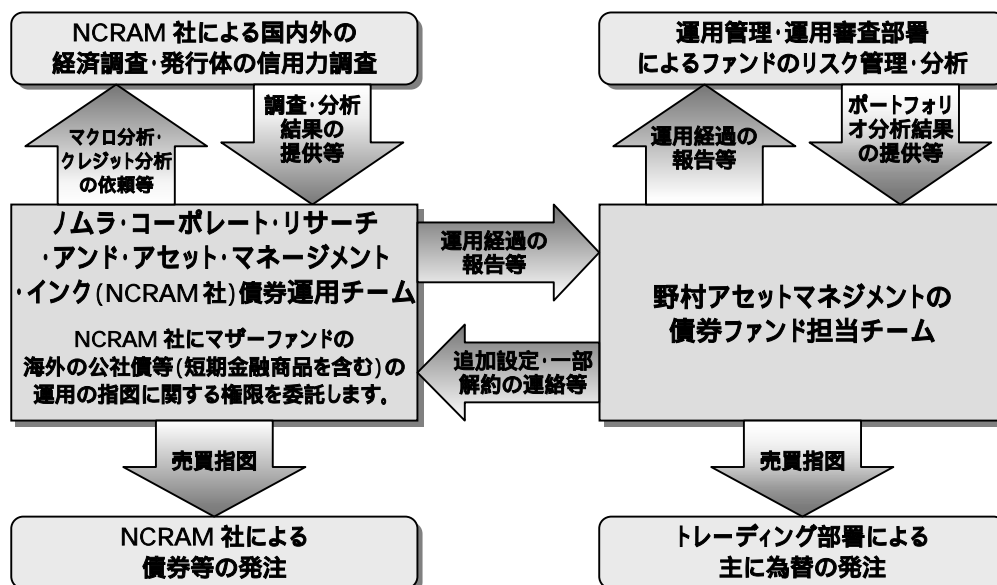 NCRAM 社による国内外の
経済調査・発行体の信用力調査
運用管理・運用審査部署
によるファンドのリスク管理・分析
マクロ分析・
クレジット分析
の依頼等
調査・分析
結果の
提供等
運用経過の
報告等
ポートフォリ
オ分析結果
の提供等
ノムラ・コーポレート・リサーチ
・アンド・アセット・マネージメント
・インク(NCRAM 社)債券運用チーム
NCRAM 社にマザーファンドの
海外の公社債等(短期金融商品を含む)の
運用の指図に関する権限を委託します。
運用経過の
報告等
追加設定・一部
解約の連絡等
野村アセットマネジメントの
債券ファンド担当チーム
売買指図
売買指図
NCRAM 社による
債券等の発注
トレーディング部署による
主に為替の発注